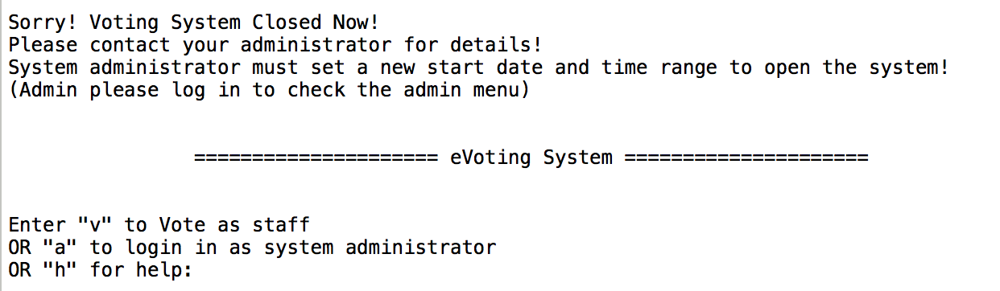 Sorry! Voting System Closed Now!
Please contact your administrator for details!
System administrator must set a new start date and time range to open the system!
(Admin please log in to check the admin menu)
===================== eVoting System =====================
Enter "v" to Vote as staff
OR "a" to login in as system administrator
OR "h" for help: